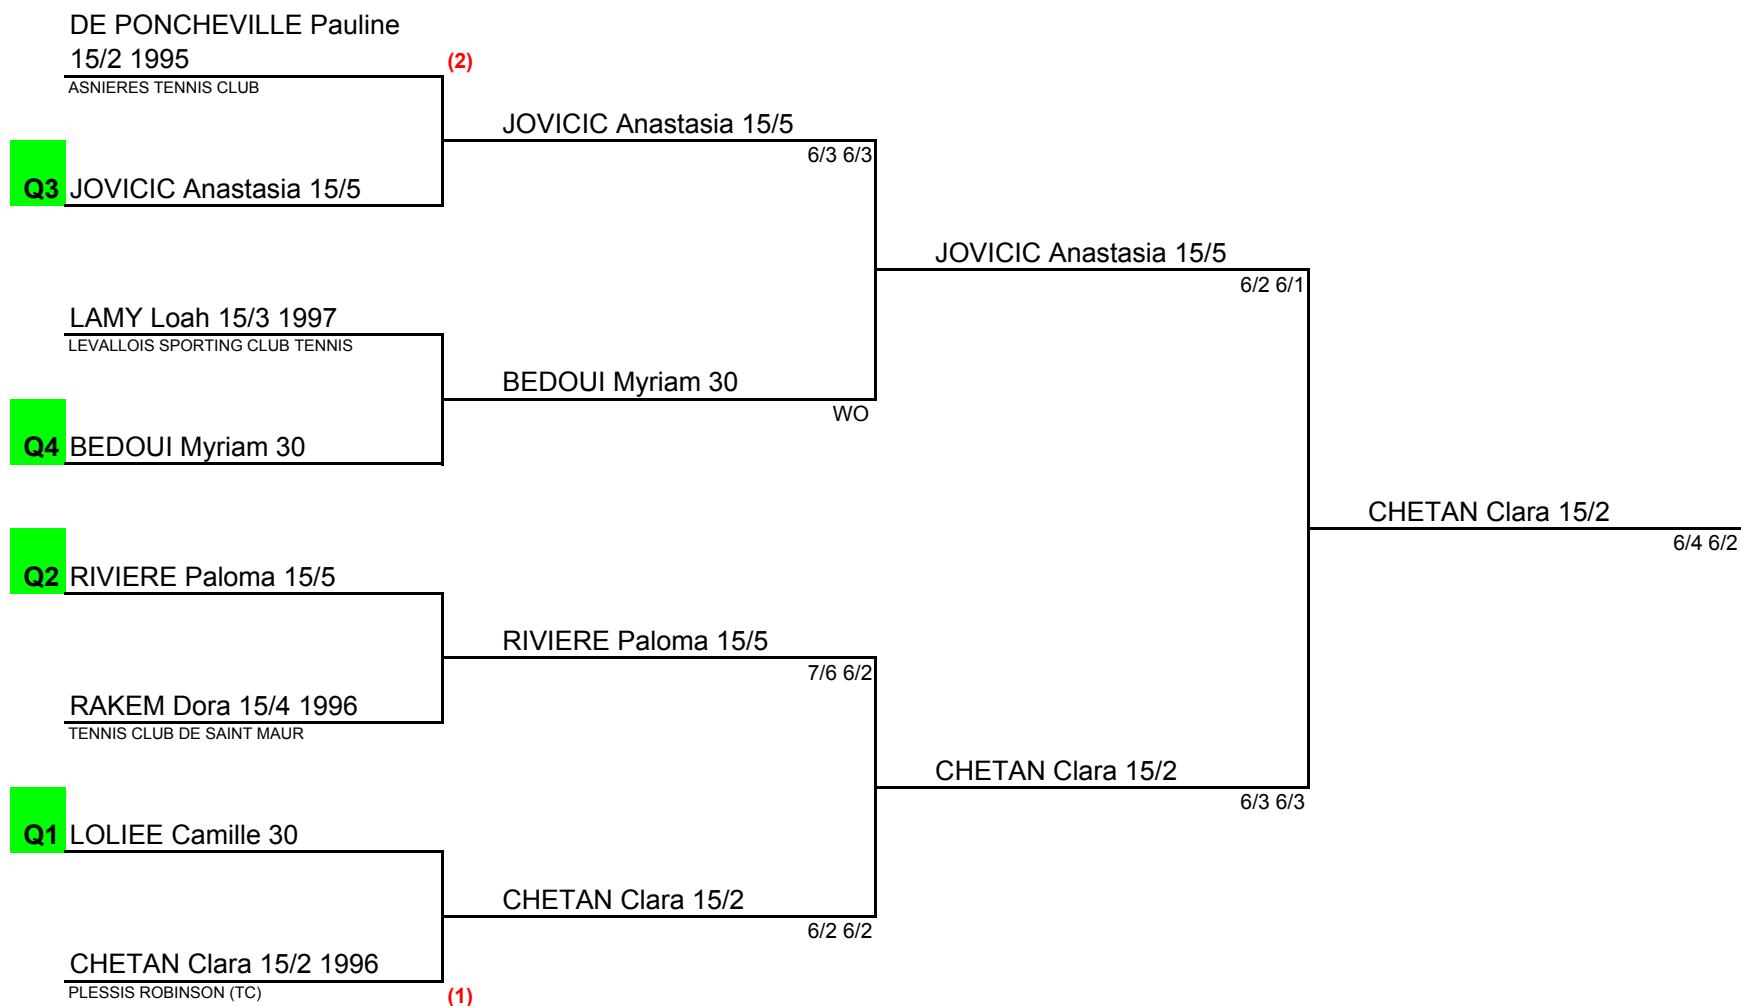 DE PONCHEVILLE Pauline
15/2 1995
(2)
ASNIERES TENNIS CLUB
JOVICIC Anastasia 15/5
6/3 6/3
Q3 JOVICIC Anastasia 15/5
JOVICIC Anastasia 15/5
6/2 6/1
LAMY Loah 15/3 1997
LEVALLOIS SPORTING CLUB TENNIS
BEDOUI Myriam 30
WO
Q4 BEDOUI Myriam 30
CHETAN Clara 15/2
6/4 6/2
Q2 RIVIERE Paloma 15/5
RIVIERE Paloma 15/5
7/6 6/2
RAKEM Dora 15/4 1996
TENNIS CLUB DE SAINT MAUR
CHETAN Clara 15/2
6/3 6/3
Q1 LOLIEE Camille 30
CHETAN Clara 15/2
6/2 6/2
CHETAN Clara 15/2 1996
PLESSIS ROBINSON (TC)
(1)